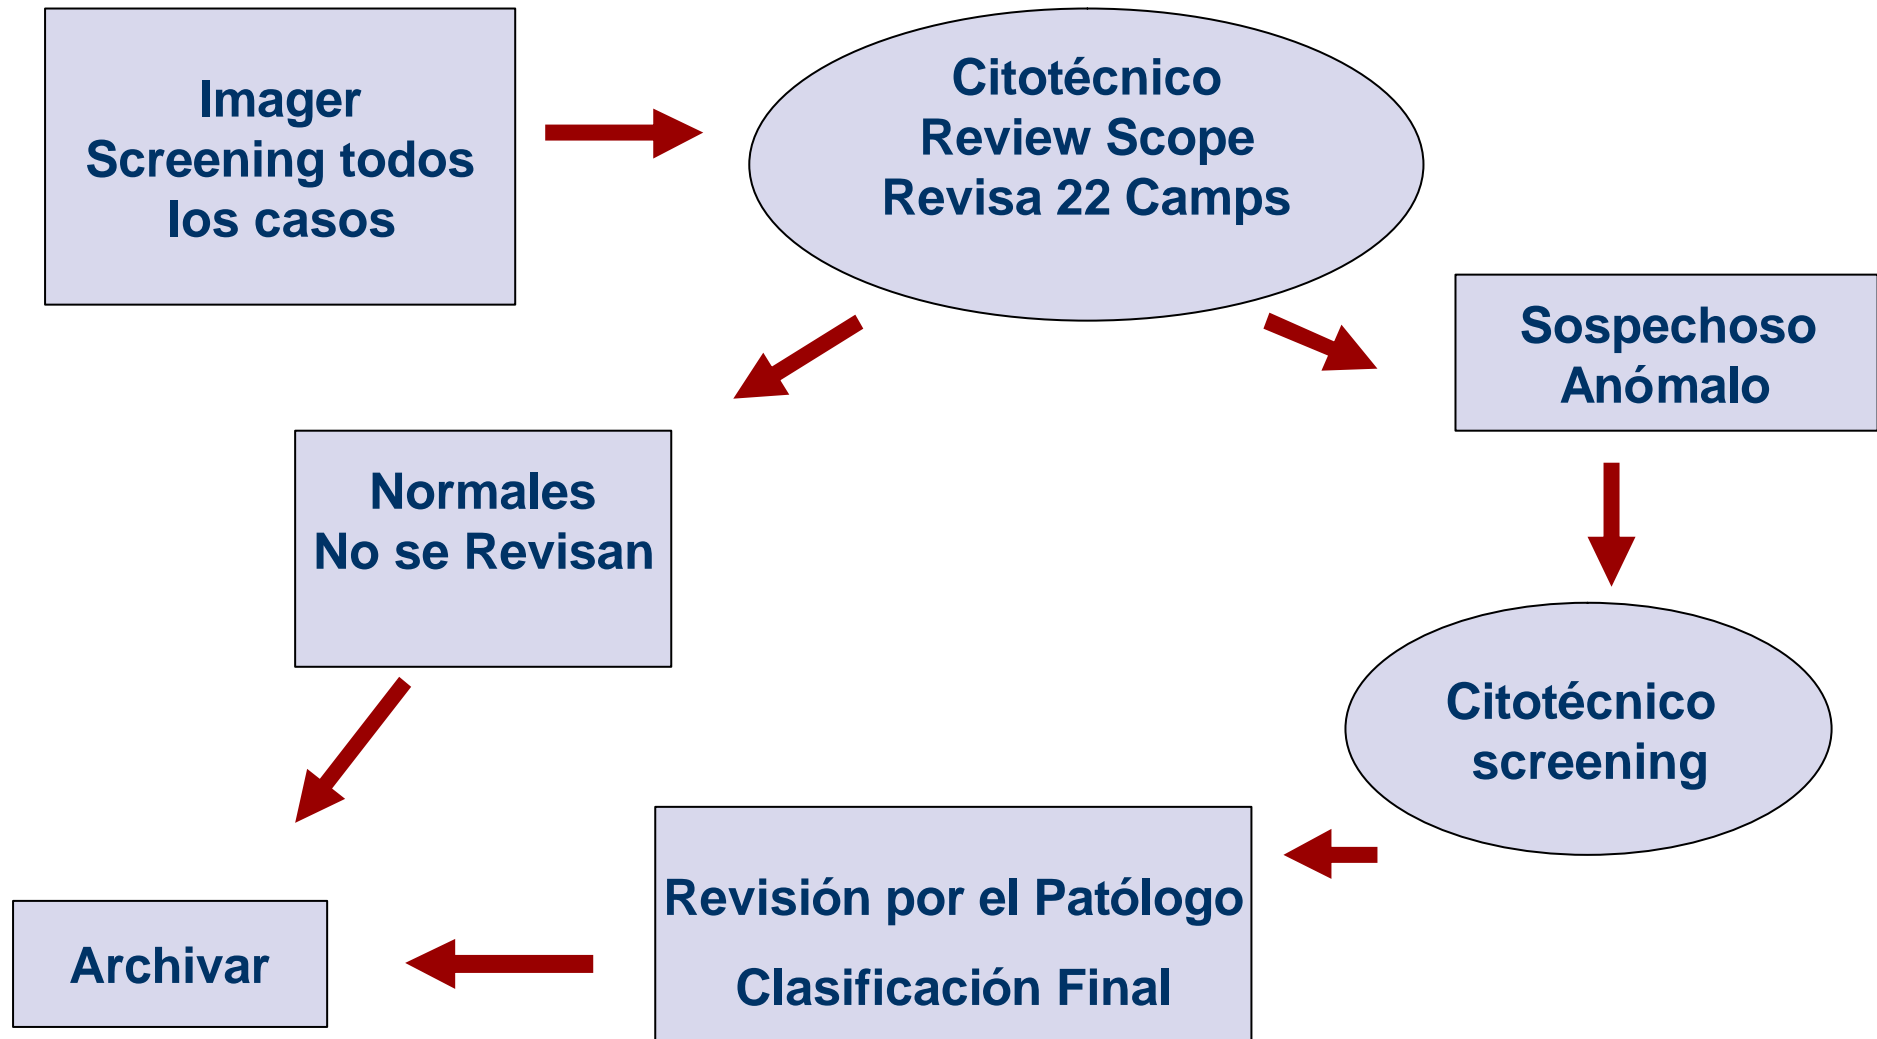 Imager
Screening todos
los casos
Citotécnico
Review Scope
Revisa 22 Camps
Sospechoso
Anómalo
Normales
No se Revisan
Citotécnico
screening
Revisión por el Patólogo
Clasificación Final
Archivar